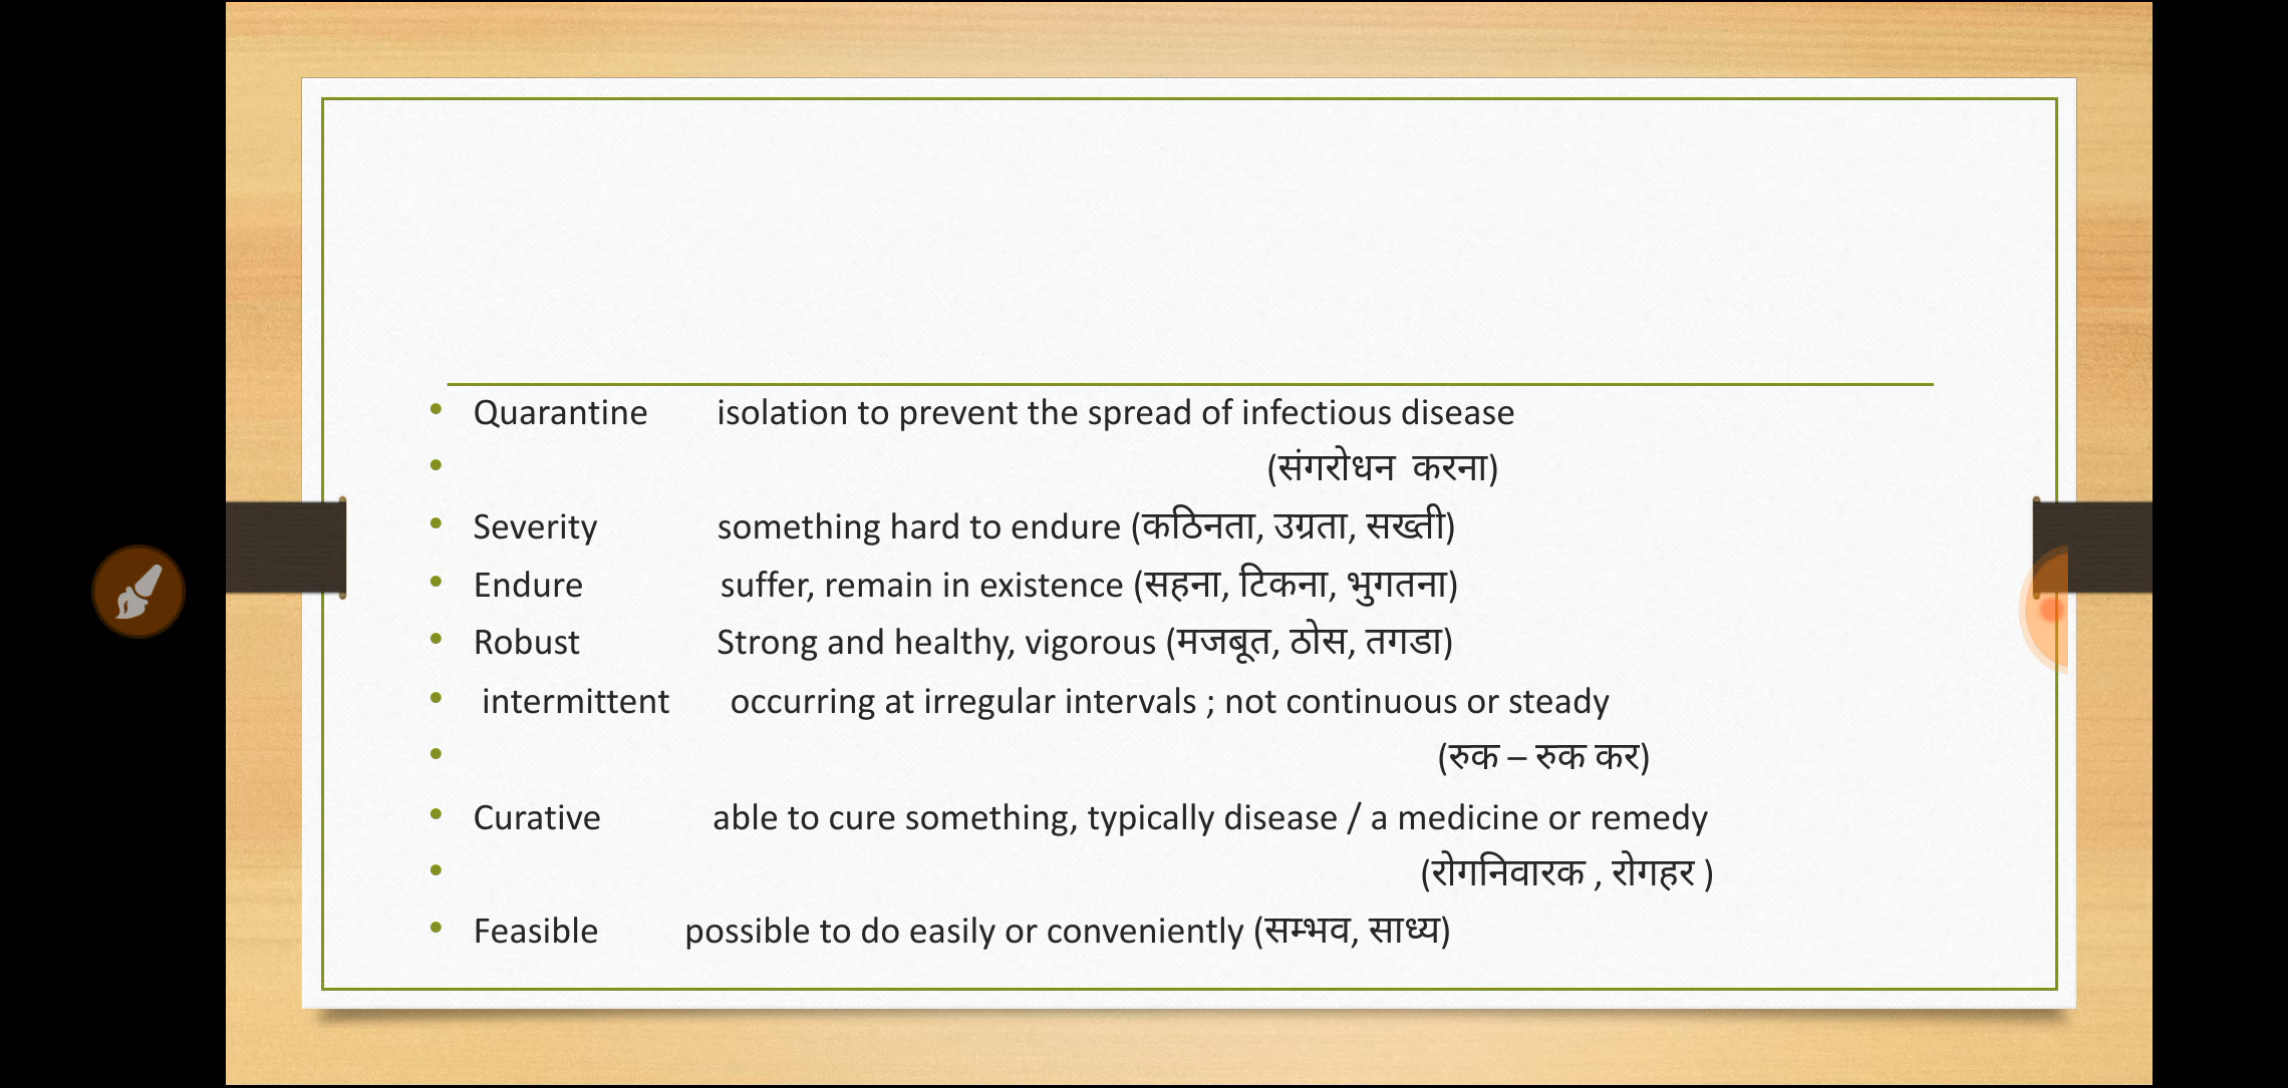 • Quarantine isolation to prevent the spread of infectious disease
• (संगरोधन करना)
• Severity something hard to endure (कठिनता, उग्रता, सख्ती)
• Endure suffer, remain in existence (सहना, टिकना, भुगतना)
• Robust Strong and healthy, vigorous (मजबूत, ठोस, तगडा)
• intermittent occurring at irregular intervals ; not continuous or steady
• (रुक – रुक कर)
• Curative able to cure something, typically disease / a medicine or remedy
• (रोगनिवारक , रोगहर )
• Feasible possible to do easily or conveniently (सम्भव, साध्य)